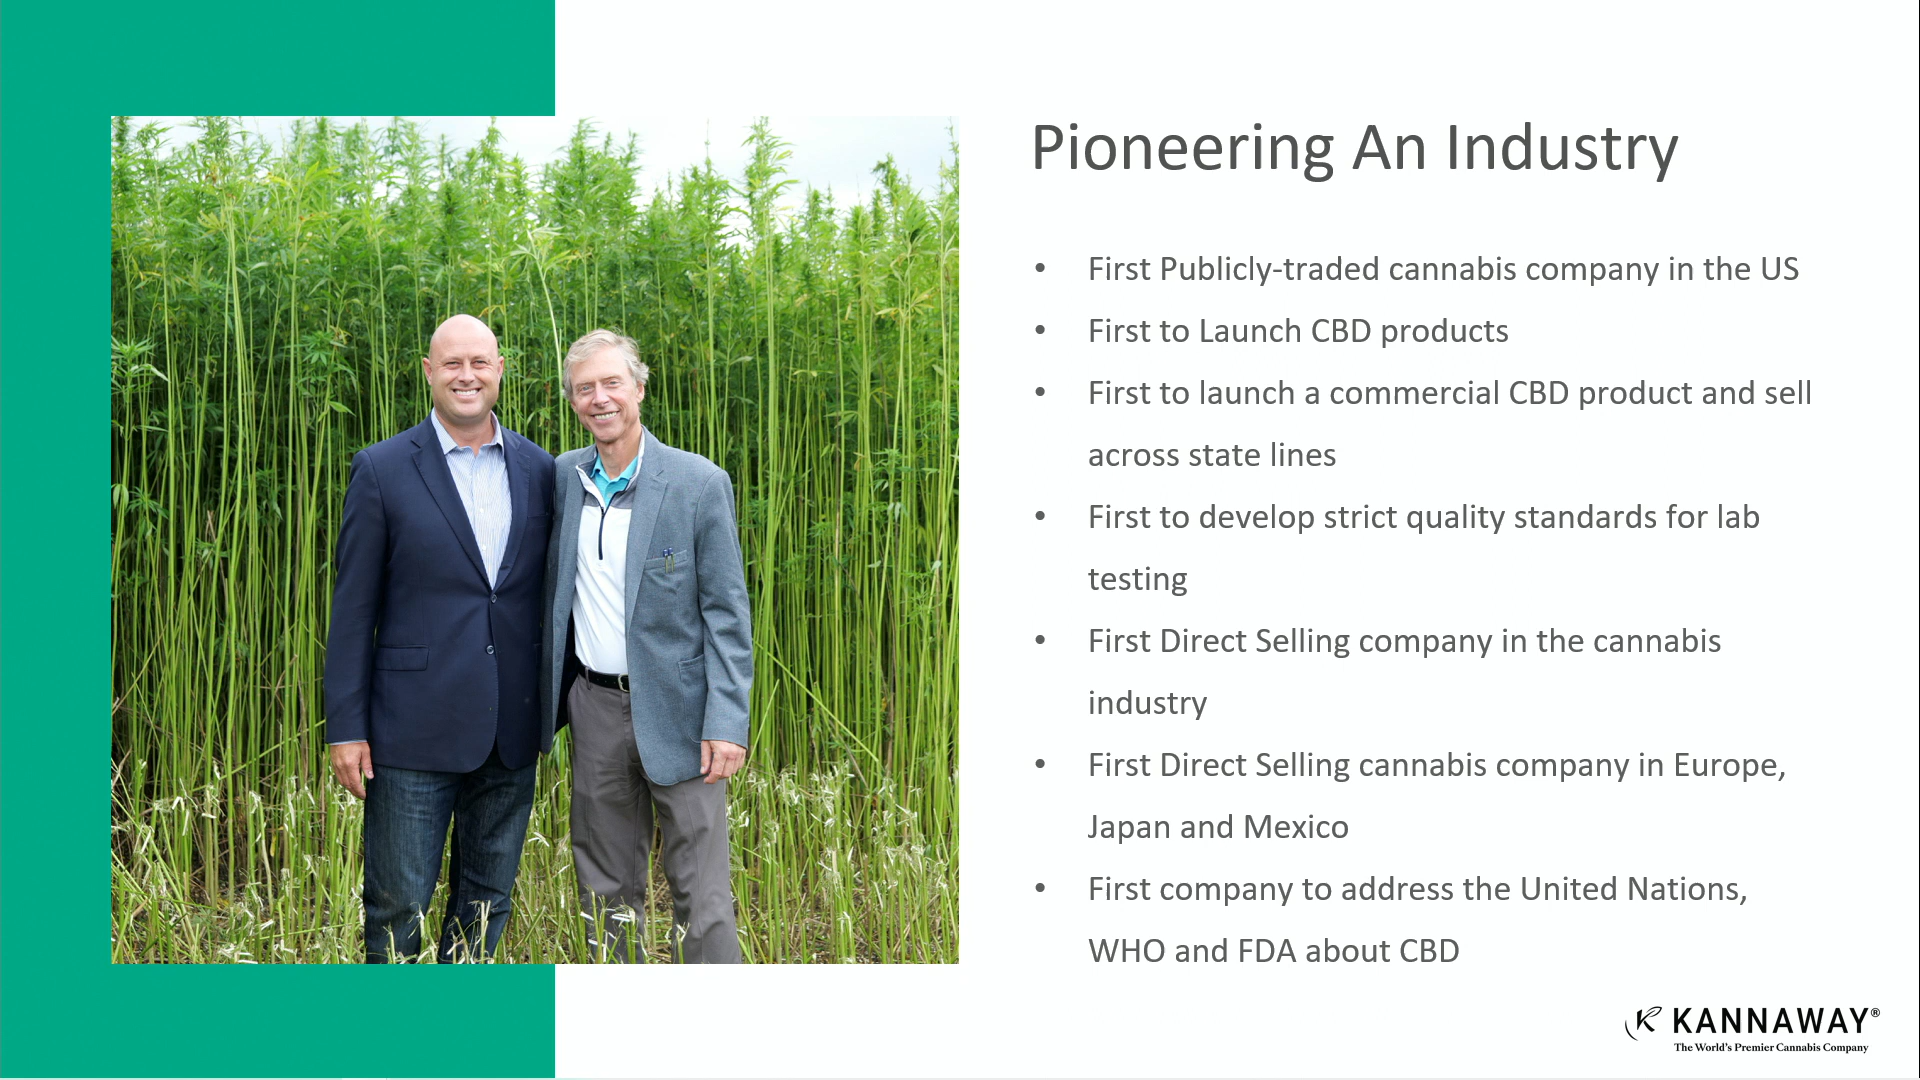 Pioneering An Industry
• First Publicly-traded cannabis company in the US
• First to Launch CBD products
• First to launch a commercial CBD product and sell
across state lines
• First to develop strict quality standards for lab
testing
• First Direct Selling company in the cannabis
industry
• First Direct Selling cannabis company in Europe,
Japan and Mexico
• First company to address the United Nations,
WHO and FDA about CBD
KANNAWAY®
The World's Premier Cannabis Company